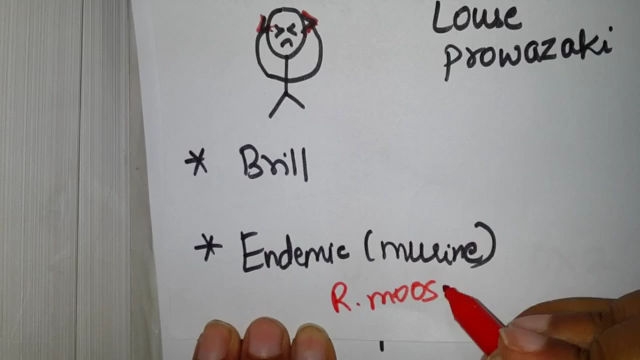 Louse
prowazaki
* Brill
* Endemic (murine)
R. moos